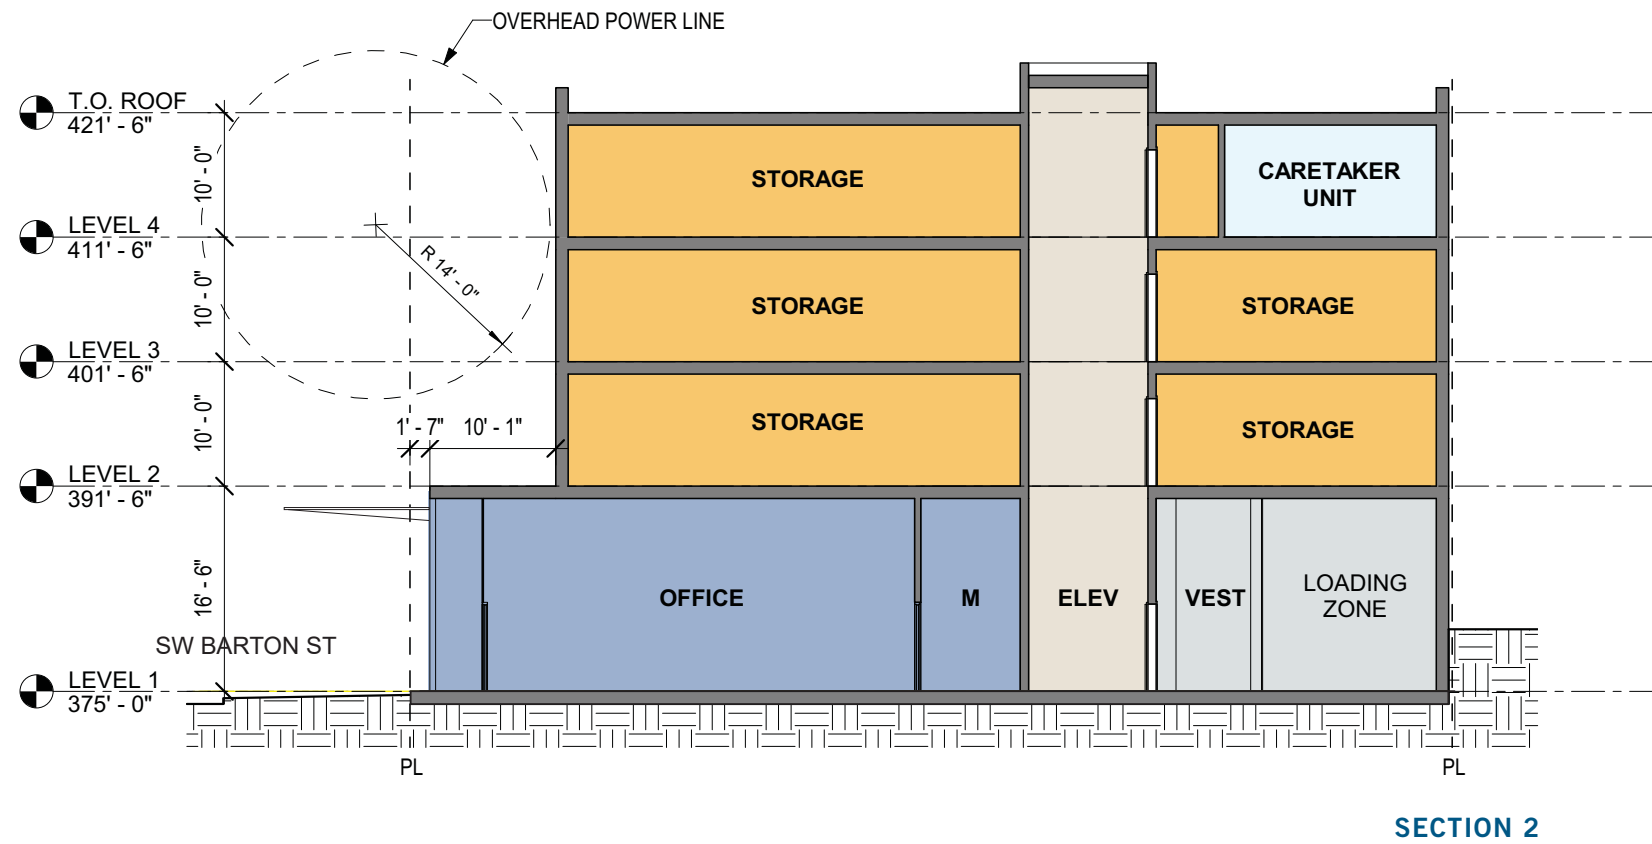 OVERHEAD POWER LINE
T.O. ROOF
421' - 6"
10' - 0"
STORAGE
CARETAKER
UNIT
LEVEL 4
411' - 6"
R 14' - 0"
10' - 0"
STORAGE
STORAGE
LEVEL 3
401' - 6"
10' - 0"
1' - 7"
10' - 1"
STORAGE
STORAGE
LEVEL 2
391' - 6"
16' - 6"
OFFICE
M
ELEV
VEST
LOADING
ZONE
SW BARTON ST
LEVEL 1
375' - 0"
PL
PL
SECTION 2